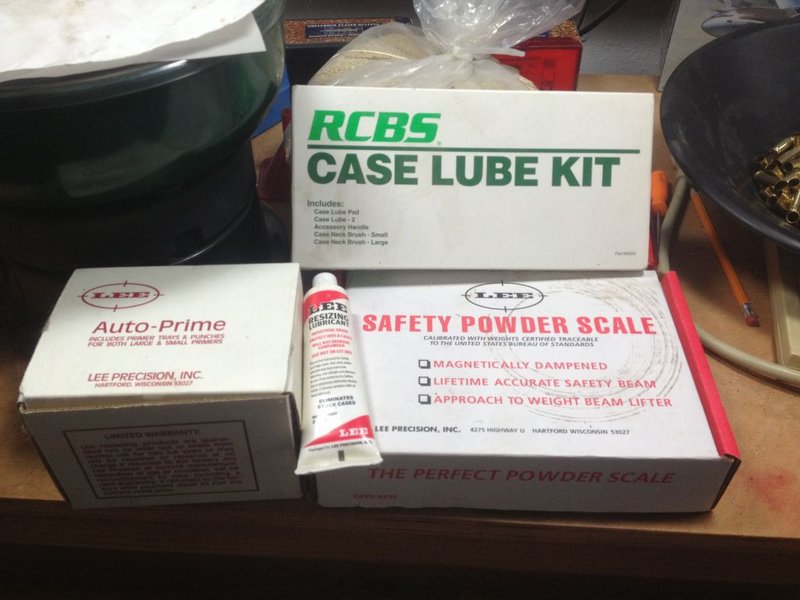 RCBS
CASE LUBE KIT
Includes:
Case Lube Pad
Case Lube - 2
Accessory Handle
Case Neck Brush - Small
Case Neck Brush - Large
LEE
Auto-Prime
INCLUDES PRIMER TRAYS & PUNCHES
FOR BOTH LARGE & SMALL PRIMERS
LEE PRECISION, INC.
HARTFORD, WISCONSIN 53027
LIMITED WARRANTY
LEE
RESIZING
LUBRICANT
ELIMINATES
STUCK CASES
LEE
LEE
SAFETY POWDER SCALE
CALIBRATED WITH WEIGHTS CERTIFIED TRACEABLE
TO THE UNITED STATES BUREAU OF STANDARDS
MAGNETICALLY DAMPENED
LIFETIME ACCURATE SAFETY BEAM
APPROACH TO WEIGHT BEAM LIFTER
LEE PRECISION, INC. 4275 HIGHWAY U HARTFORD WISCONSIN 53027
THE PERFECT POWDER SCALE
OPEN HERE